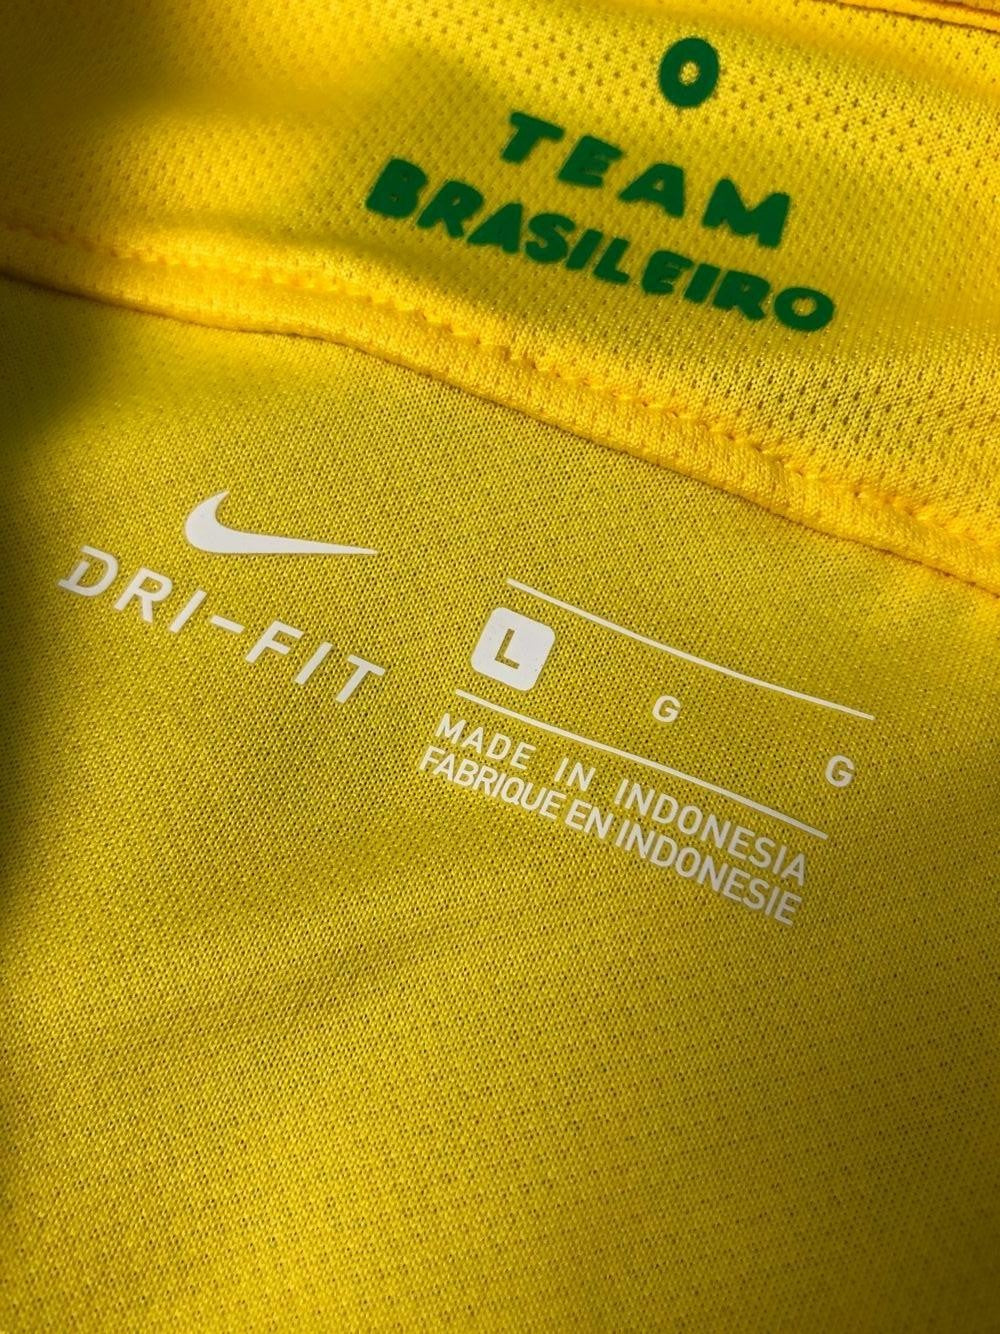 O
TEAM
BRASILEIRO
DRI-FIT
L G G
MADE IN INDONESIA
FABRIQUE EN INDONESIE